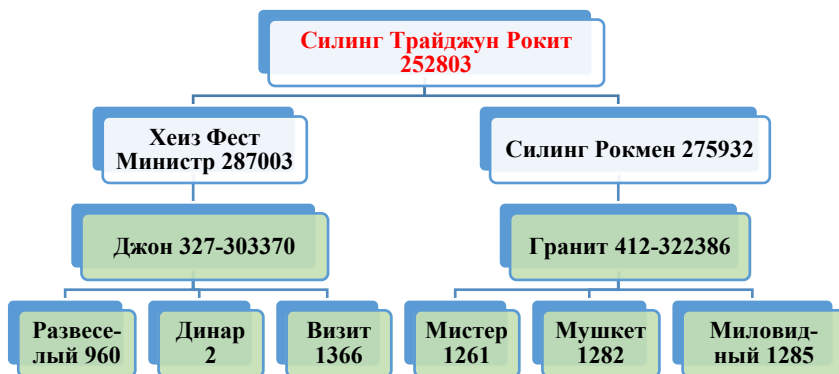 Силинг Трайджун Рокит
252803
Хеиз Фест
Министр 287003
Силинг Рокмен 275932
Джон 327-303370
Гранит 412-322386
Развесе-
лый 960
Динар
2
Визит
1366
Мистер
1261
Мушкет
1282
Миловид-
ный 1285